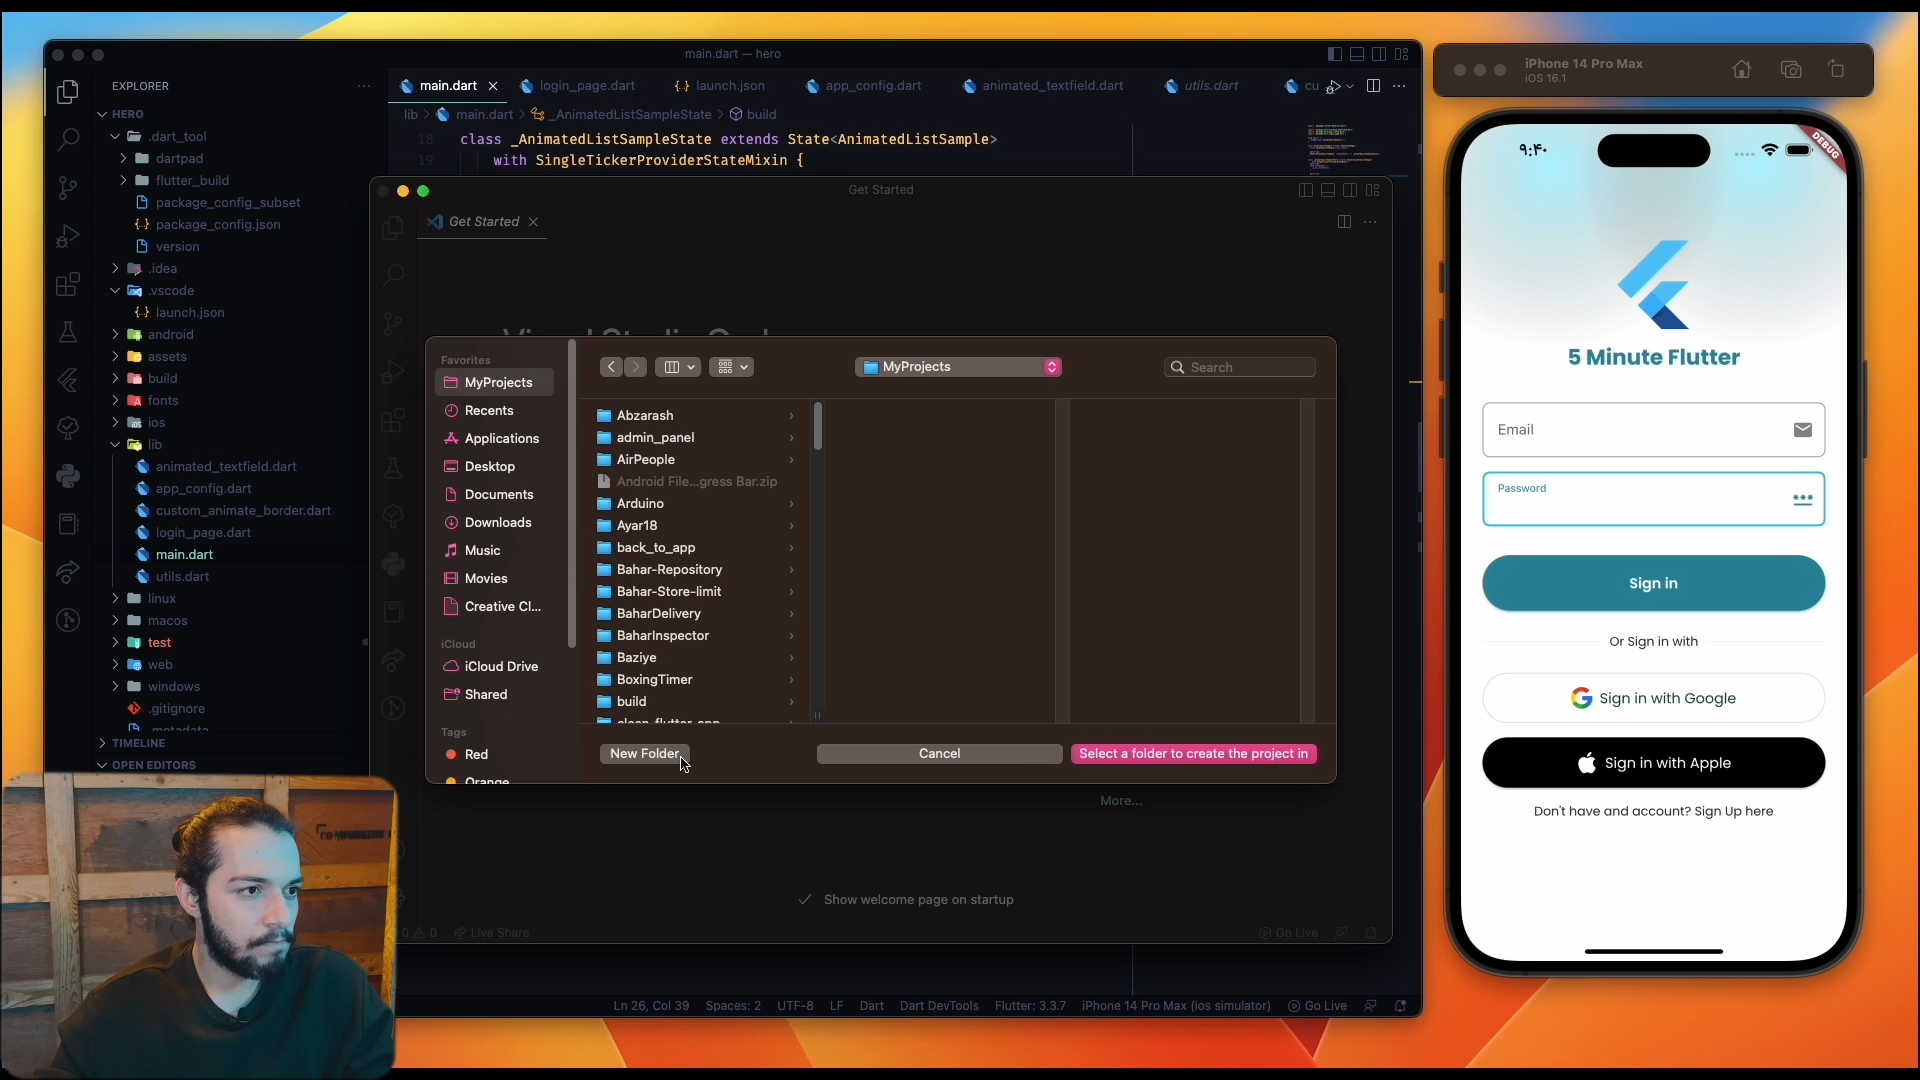 main.dart — hero
EXPLORER
HERO
.dart_tool
dartpad
flutter_build
package_config_subset
package_config.json
version
.idea
.vscode
launch.json
android
assets
build
fonts
ios
lib
animated_textfield.dart
app_config.dart
custom_animate_border.dart
login_page.dart
main.dart
utils.dart
linux
macos
test
web
windows
.gitignore
.metadata
TIMELINE
OPEN EDITORS
main.dart
login_page.dart
launch.json
app_config.dart
animated_textfield.dart
utils.dart
cu
lib > main.dart > _AnimatedListSampleState > build
18 class _AnimatedListSampleState extends State<AnimatedListSample>
19 with SingleTickerProviderStateMixin {
Get Started
Get Started
Favorites
MyProjects
Recents
Applications
Desktop
Documents
Downloads
Music
Movies
Creative Cl...
iCloud
iCloud Drive
Shared
Tags
Red
Orange
MyProjects
Search
Abzarash
admin_panel
AirPeople
Android File...gress Bar.zip
Arduino
Ayar18
back_to_app
Bahar-Repository
Bahar-Store-limit
BaharDelivery
BaharInspector
Baziye
BoxingTimer
build
New Folder
Cancel
Select a folder to create the project in
More...
Show welcome page on startup
0
Live Share
Go Live
Ln 26, Col 39
Spaces: 2
UTF-8
LF
Dart
Dart DevTools
Flutter: 3.3.7
iPhone 14 Pro Max (ios simulator)
Go Live
iPhone 14 Pro Max
iOS 16.1
۹:۴۰
DEBUG
5 Minute Flutter
Email
Password
Sign in
Or Sign in with
Sign in with Google
Sign in with Apple
Don't have and account? Sign Up here